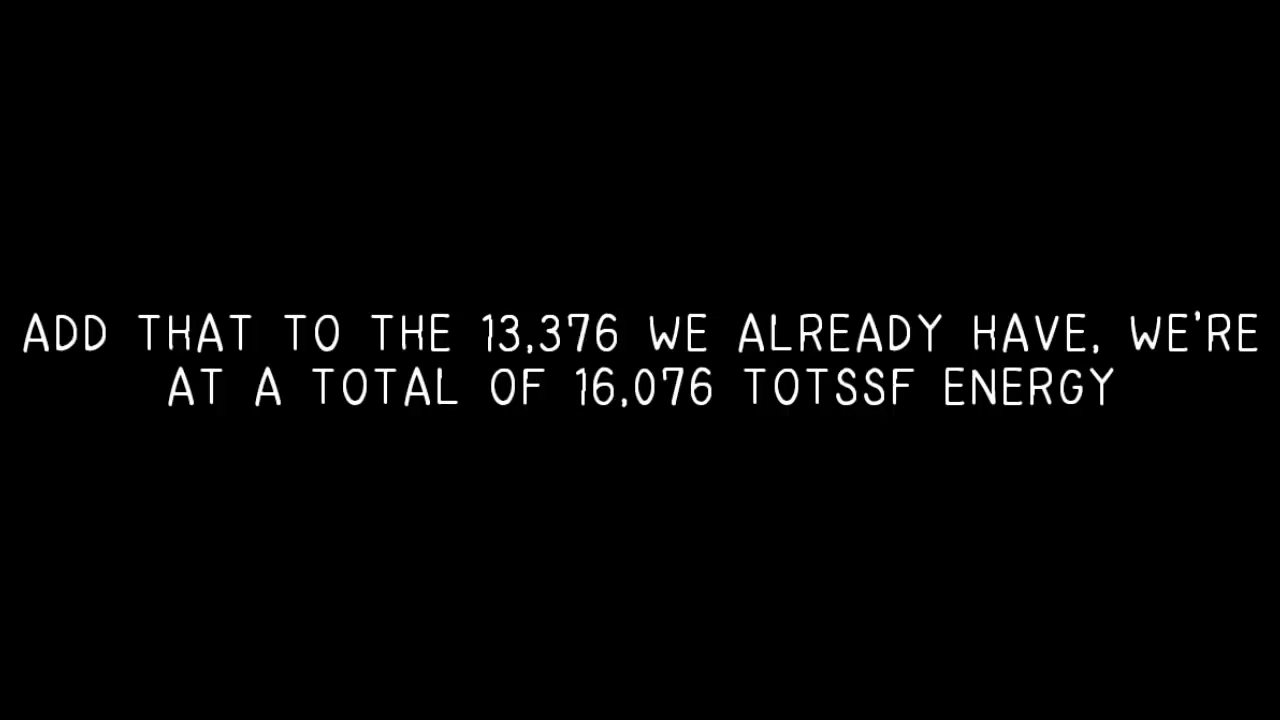 ADD THAT TO THE 13,376 WE ALREADY HAVE, WE'RE
AT A TOTAL OF 16,076 TOTSSF ENERGY